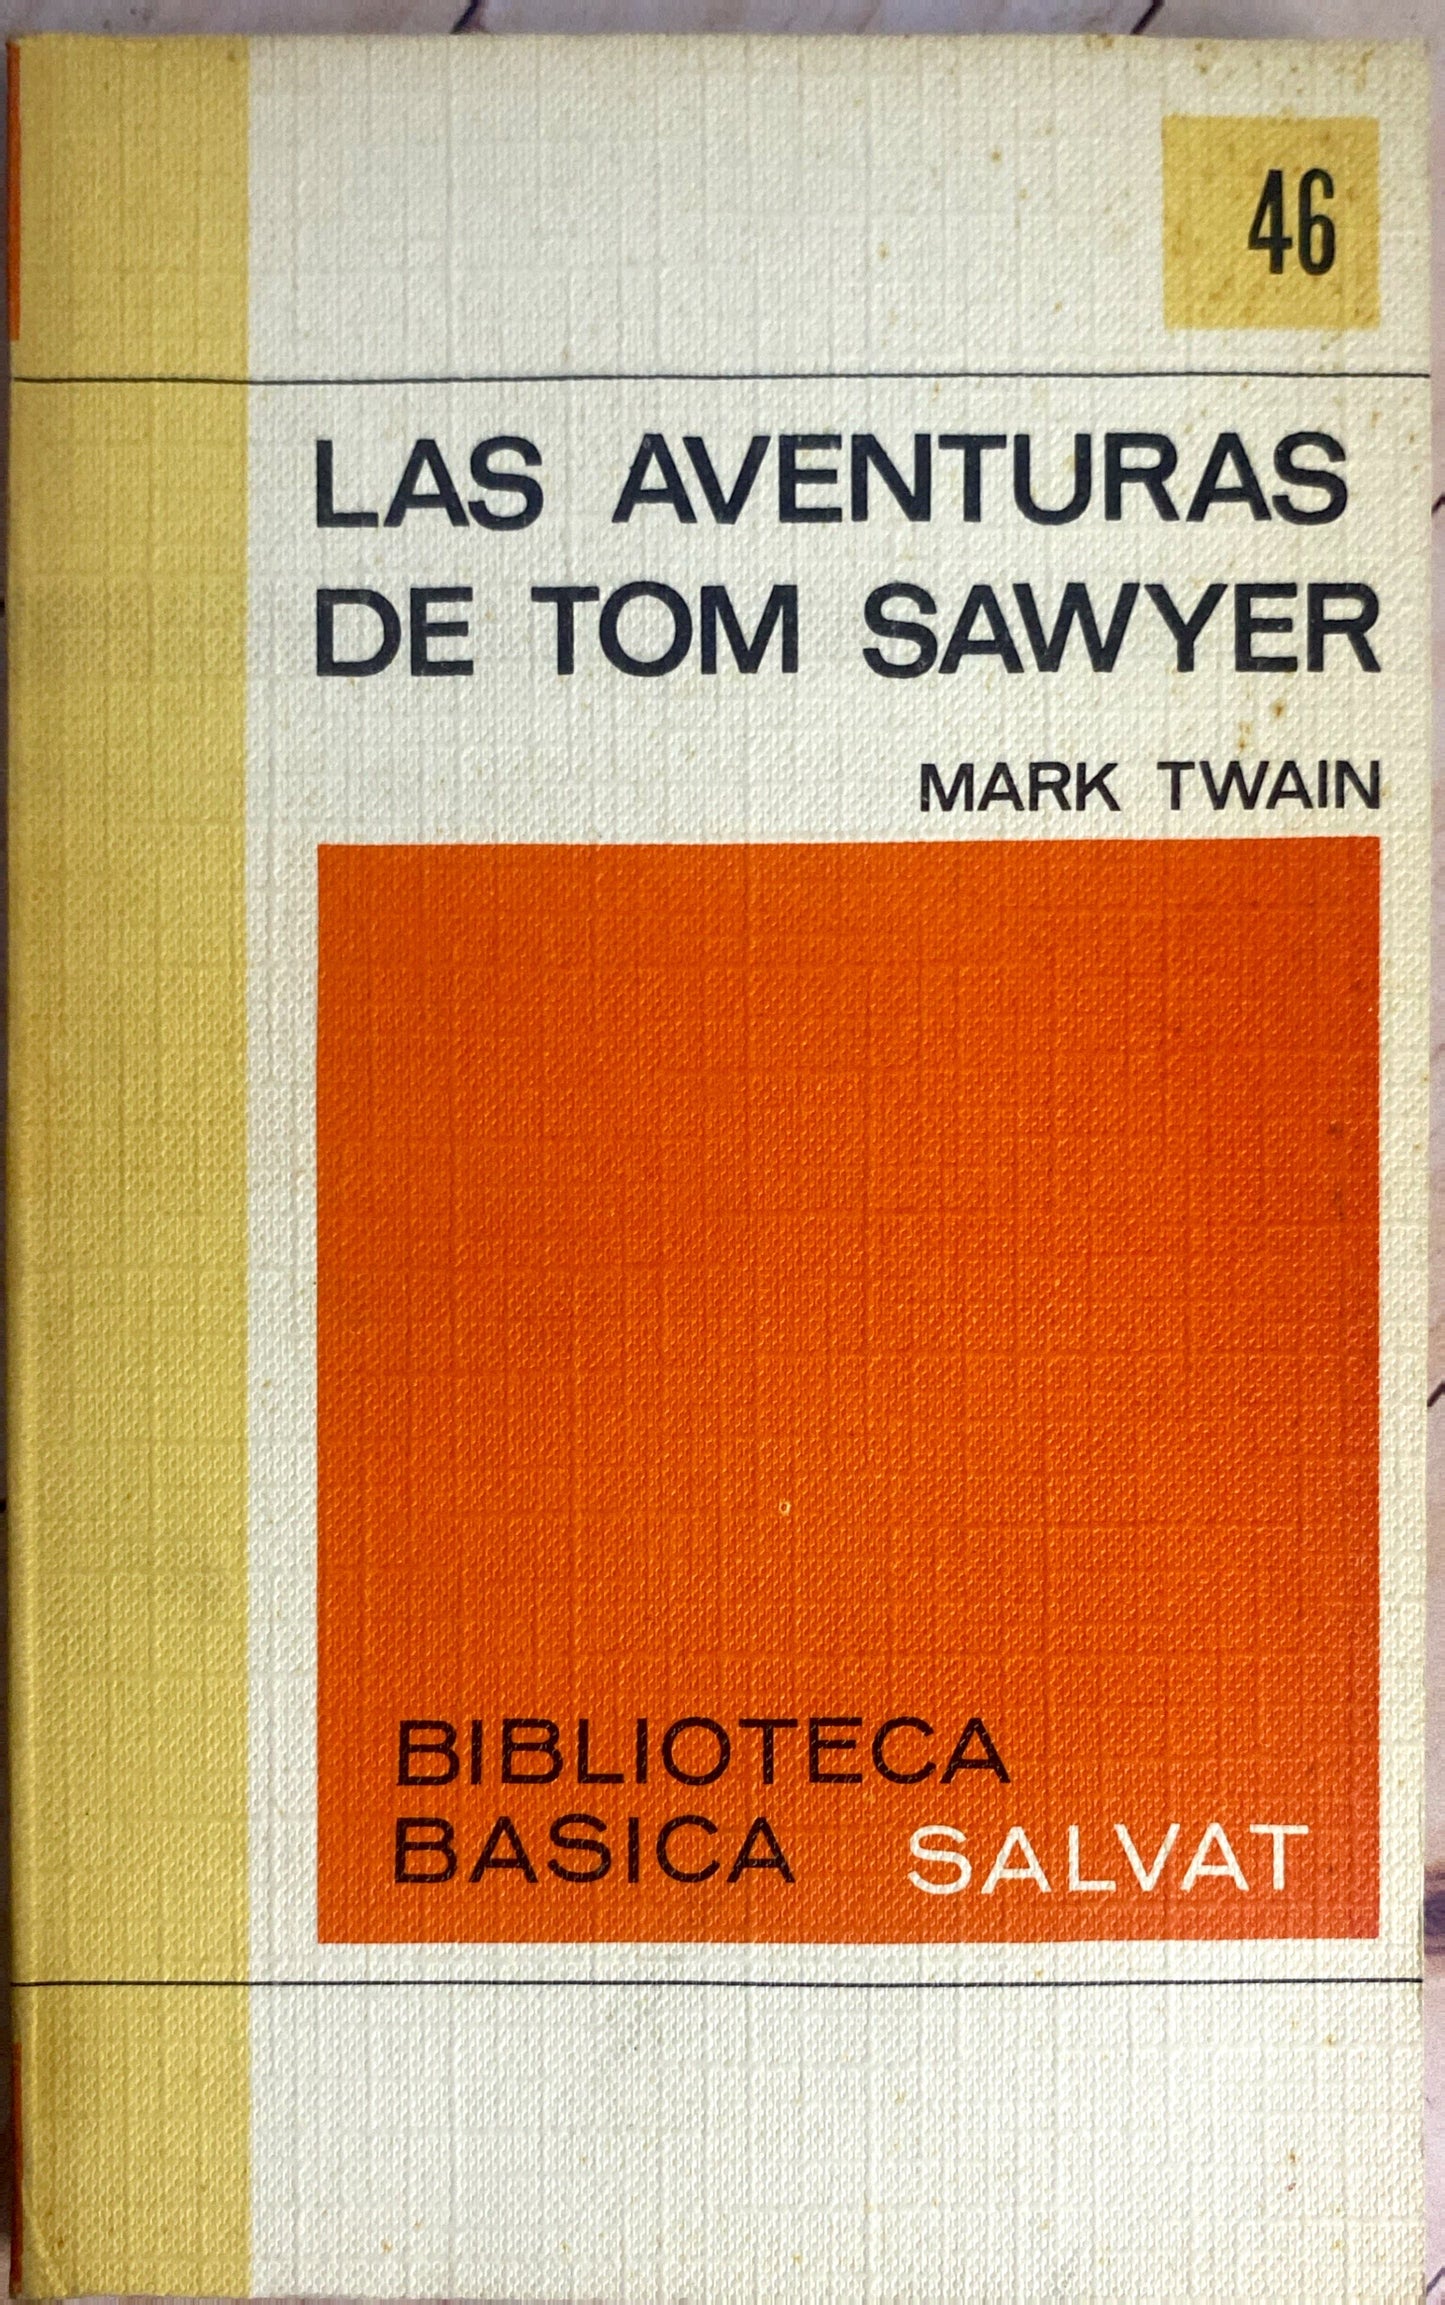 46
LAS AVENTURAS
DE TOM SAWYER
MARK TWAIN
BIBLIOTECA
BASICA SALVAT